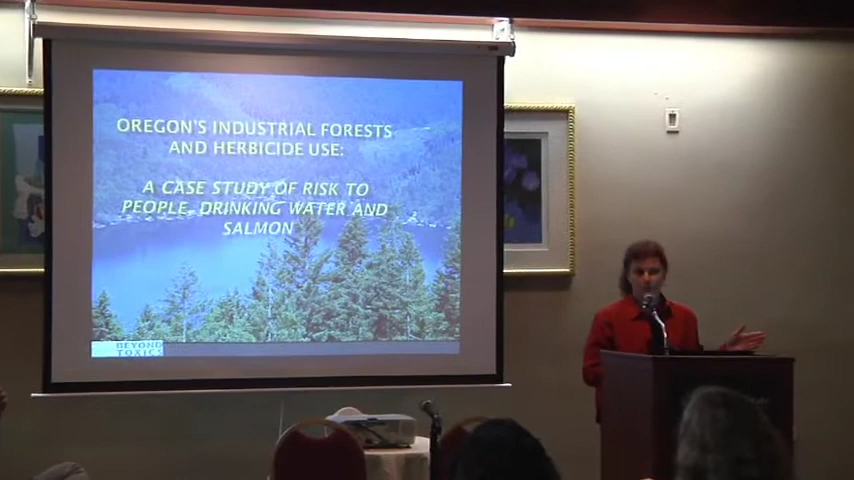 OREGON'S INDUSTRIAL FORESTS
AND HERBICIDE USE:
A CASE STUDY OF RISK TO
PEOPLE, DRINKING WATER AND
SALMON
BEYOND
TOXICS